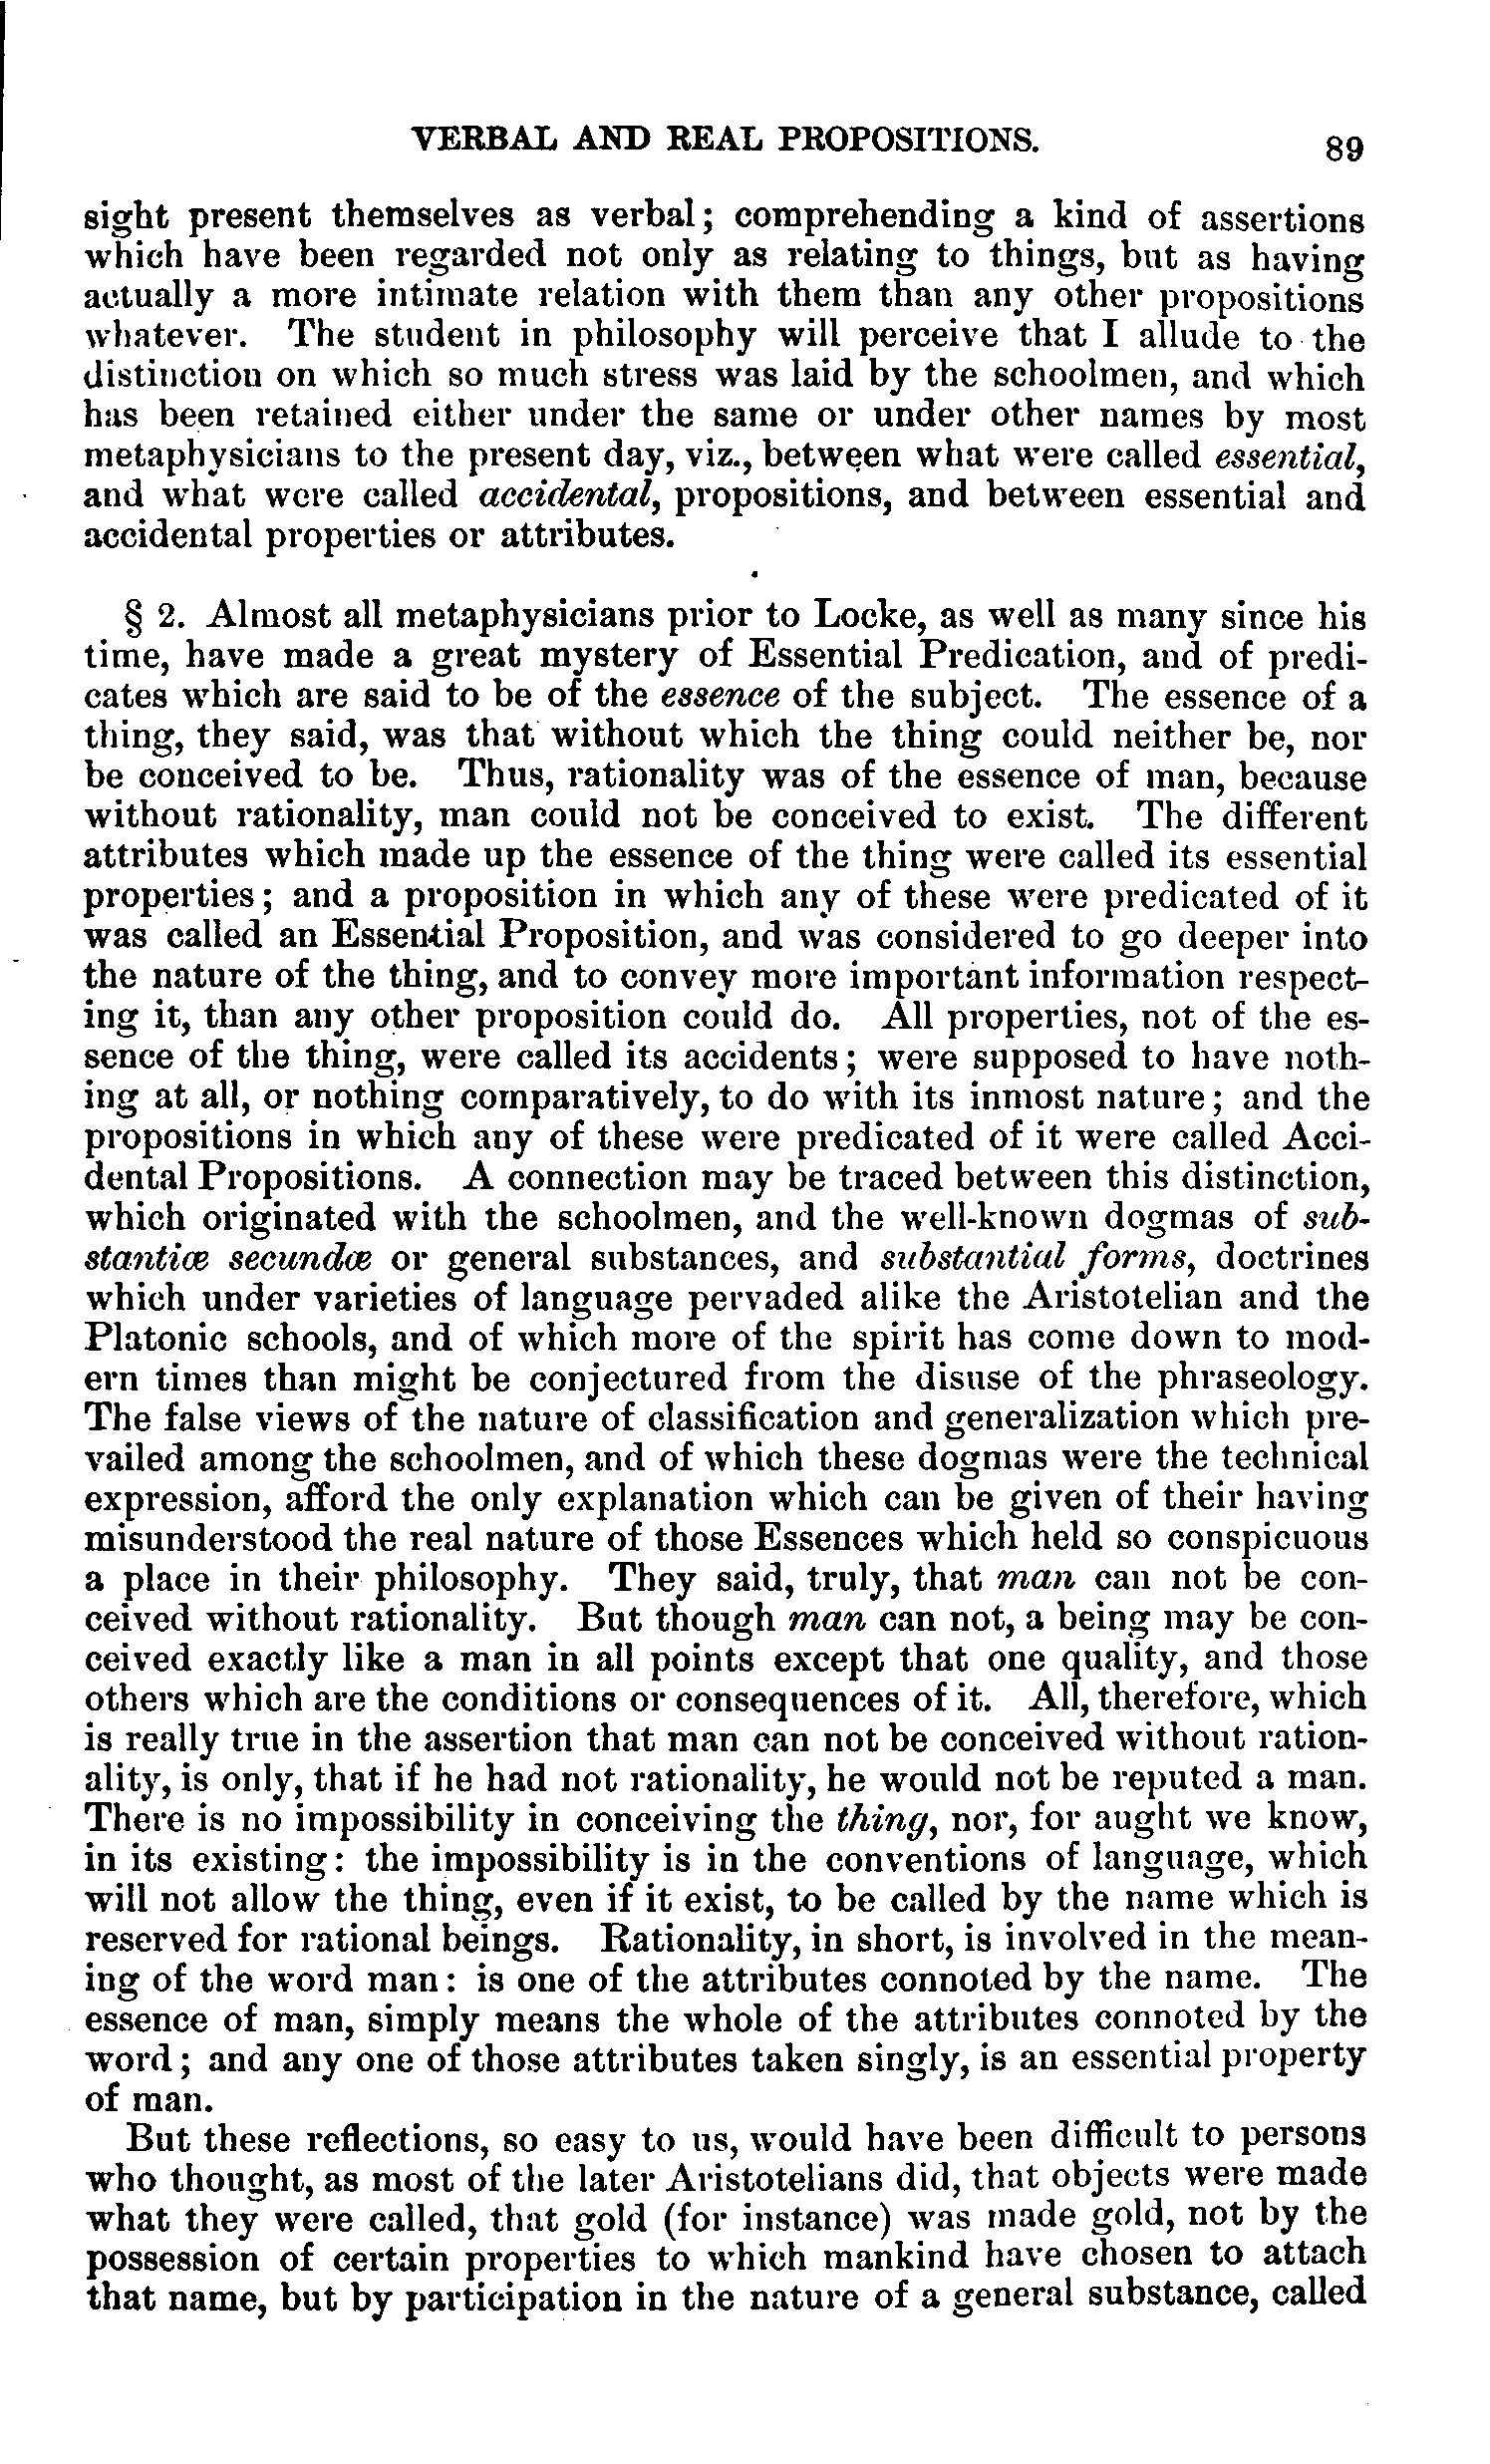 VERBAL AND REAL PROPOSITIONS. 89
sight present themselves as verbal; comprehending a kind of assertions
which have been regarded not only as relating to things, but as having
actually a more intimate relation with them than any other propositions
whatever. The student in philosophy will perceive that I allude to the
distinction on which so much stress was laid by the schoolmen, and which
has been retained either under the same or under other names by most
metaphysicians to the present day, viz., between what were called essential,
and what were called accidental, propositions, and between essential and
accidental properties or attributes.
§ 2. Almost all metaphysicians prior to Locke, as well as many since his
time, have made a great mystery of Essential Predication, and of predi-
cates which are said to be of the essence of the subject. The essence of a
thing, they said, was that without which the thing could neither be, nor
be conceived to be. Thus, rationality was of the essence of man, because
without rationality, man could not be conceived to exist. The different
attributes which made up the essence of the thing were called its essential
properties; and a proposition in which any of these were predicated of it
was called an Essential Proposition, and was considered to go deeper into
the nature of the thing, and to convey more important information respect-
ing it, than any other proposition could do. All properties, not of the es-
sence of the thing, were called its accidents; were supposed to have noth-
ing at all, or nothing comparatively, to do with its inmost nature; and the
propositions in which any of these were predicated of it were called Acci-
dental Propositions. A connection may be traced between this distinction,
which originated with the schoolmen, and the well-known dogmas of sub-
stantiæ secundæ or general substances, and substantial forms, doctrines
which under varieties of language pervaded alike the Aristotelian and the
Platonic schools, and of which more of the spirit has come down to mod-
ern times than might be conjectured from the disuse of the phraseology.
The false views of the nature of classification and generalization which pre-
vailed among the schoolmen, and of which these dogmas were the technical
expression, afford the only explanation which can be given of their having
misunderstood the real nature of those Essences which held so conspicuous
a place in their philosophy. They said, truly, that man can not be con-
ceived without rationality. But though man can not, a being may be con-
ceived exactly like a man in all points except that one quality, and those
others which are the conditions or consequences of it. All, therefore, which
is really true in the assertion that man can not be conceived without ration-
ality, is only, that if he had not rationality, he would not be reputed a man.
There is no impossibility in conceiving the thing, nor, for aught we know,
in its existing: the impossibility is in the conventions of language, which
will not allow the thing, even if it exist, to be called by the name which is
reserved for rational beings. Rationality, in short, is involved in the mean-
ing of the word man: is one of the attributes connoted by the name. The
essence of man, simply means the whole of the attributes connoted by the
word; and any one of those attributes taken singly, is an essential property
of man.
But these reflections, so easy to us, would have been difficult to persons
who thought, as most of the later Aristotelians did, that objects were made
what they were called, that gold (for instance) was made gold, not by the
possession of certain properties to which mankind have chosen to attach
that name, but by participation in the nature of a general substance, called